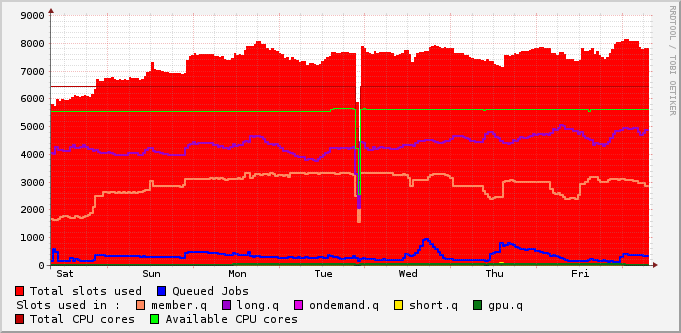 9000
8000
7000
6000
5000
4000
3000
2000
1000
0
Sat Sun Mon Tue Wed Thu Fri
Total slots used Queued Jobs
Slots used in : member.q long.q ondemand.q short.q gpu.q
Total CPU cores Available CPU cores
RRDTOOL / TOBI OETIKER